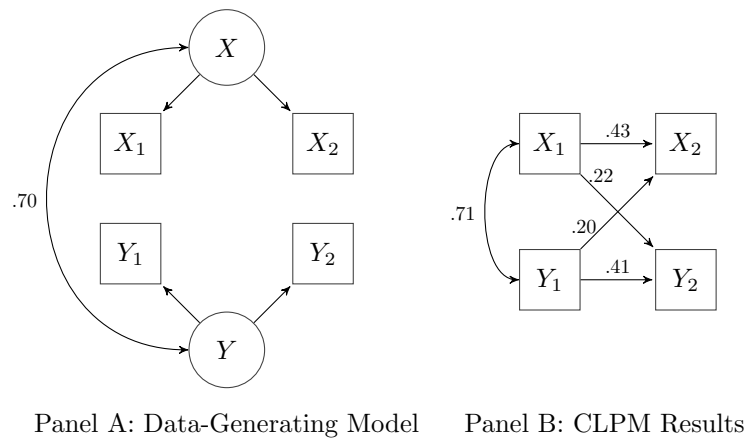 X
X₁
X₂
.70
Y₁
Y₂
Y
Panel A: Data-Generating Model
X₁
.43
X₂
.22
.71
.20
Y₁
.41
Y₂
Panel B: CLPM Results